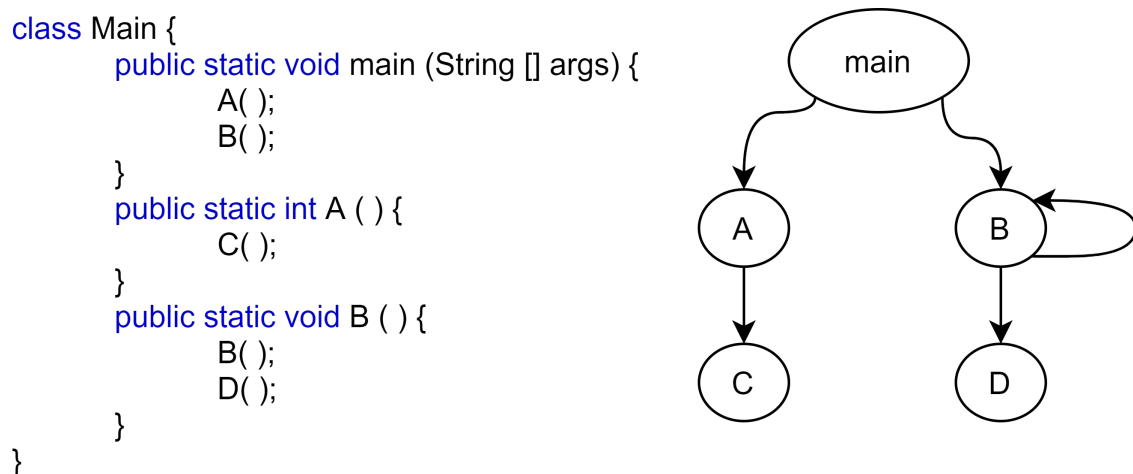 class Main {
public static void main (String [] args) {
A( );
B( );
}
public static int A ( ) {
C( );
}
public static void B ( ) {
B( );
D( );
}
}
main
A
B
C
D